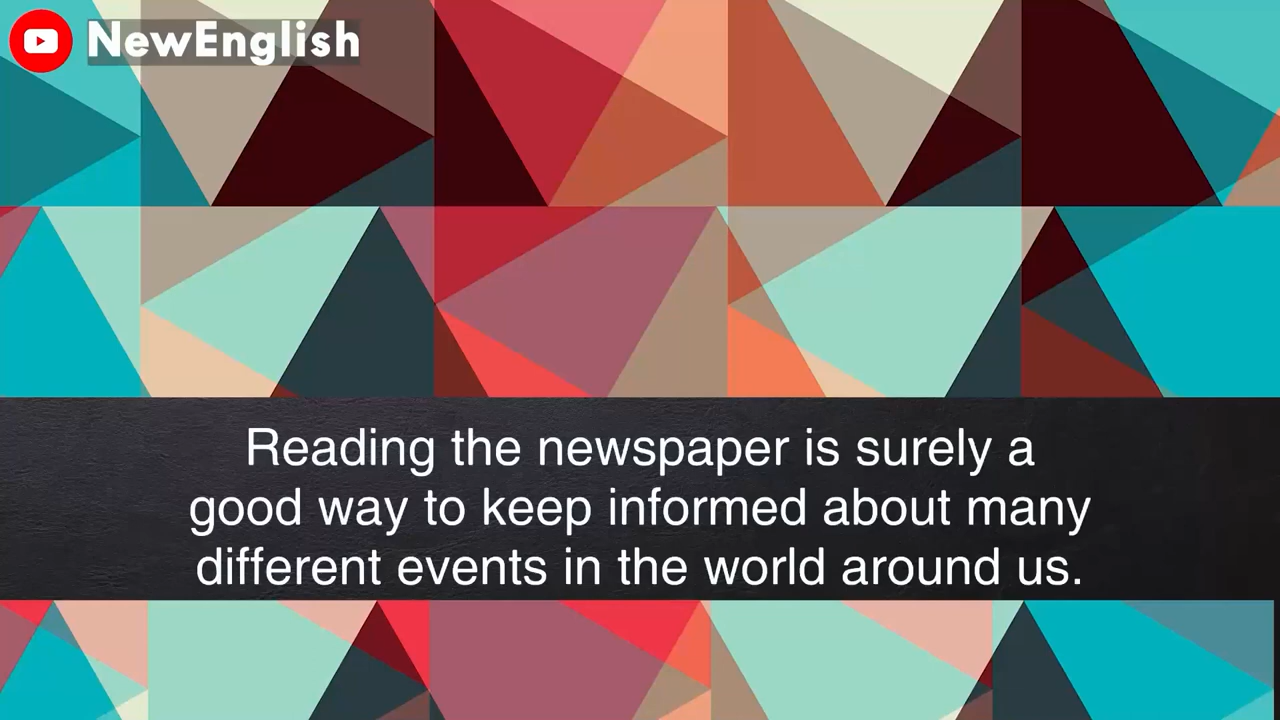 NewEnglish
Reading the newspaper is surely a
good way to keep informed about many
different events in the world around us.